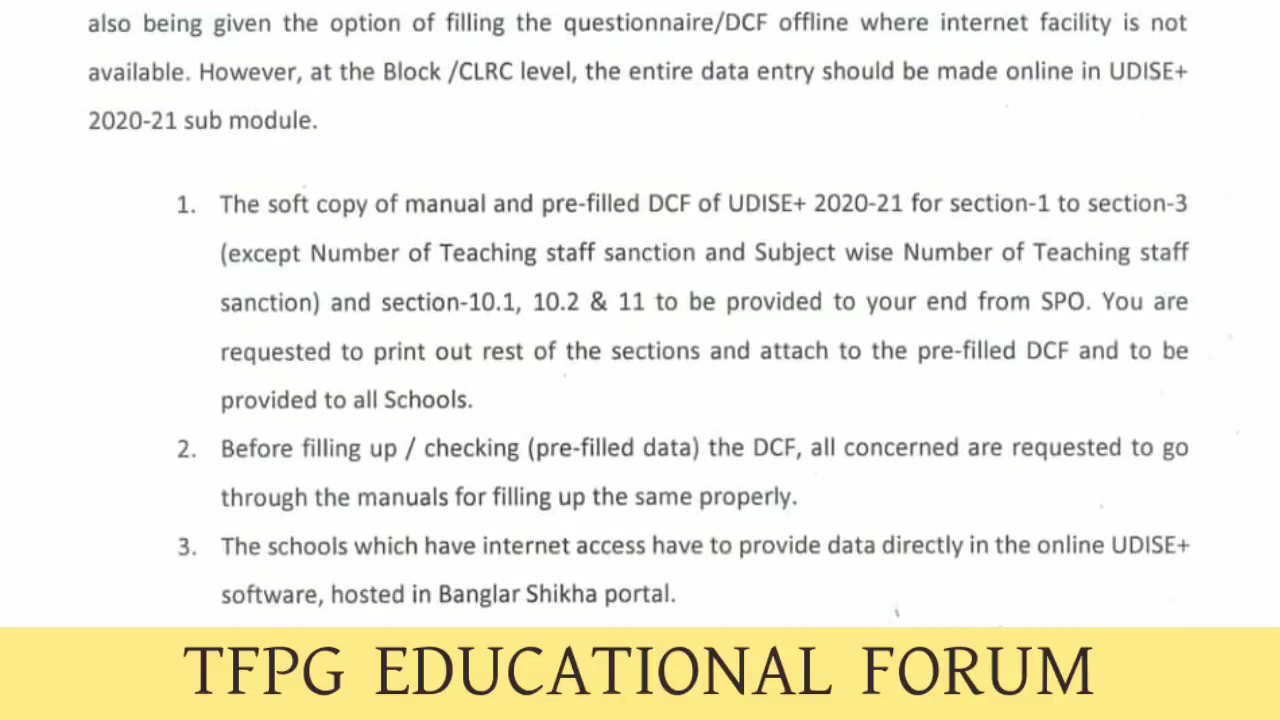 also being given the option of filling the questionnaire/DCF offline where internet facility is not
available. However, at the Block /CLRC level, the entire data entry should be made online in UDISE+
2020-21 sub module.
1. The soft copy of manual and pre-filled DCF of UDISE+ 2020-21 for section-1 to section-3
(except Number of Teaching staff sanction and Subject wise Number of Teaching staff
sanction) and section-10.1, 10.2 & 11 to be provided to your end from SPO. You are
requested to print out rest of the sections and attach to the pre-filled DCF and to be
provided to all Schools.
2. Before filling up / checking (pre-filled data) the DCF, all concerned are requested to go
through the manuals for filling up the same properly.
3. The schools which have internet access have to provide data directly in the online UDISE+
software, hosted in Banglar Shikha portal.
TFPG EDUCATIONAL FORUM